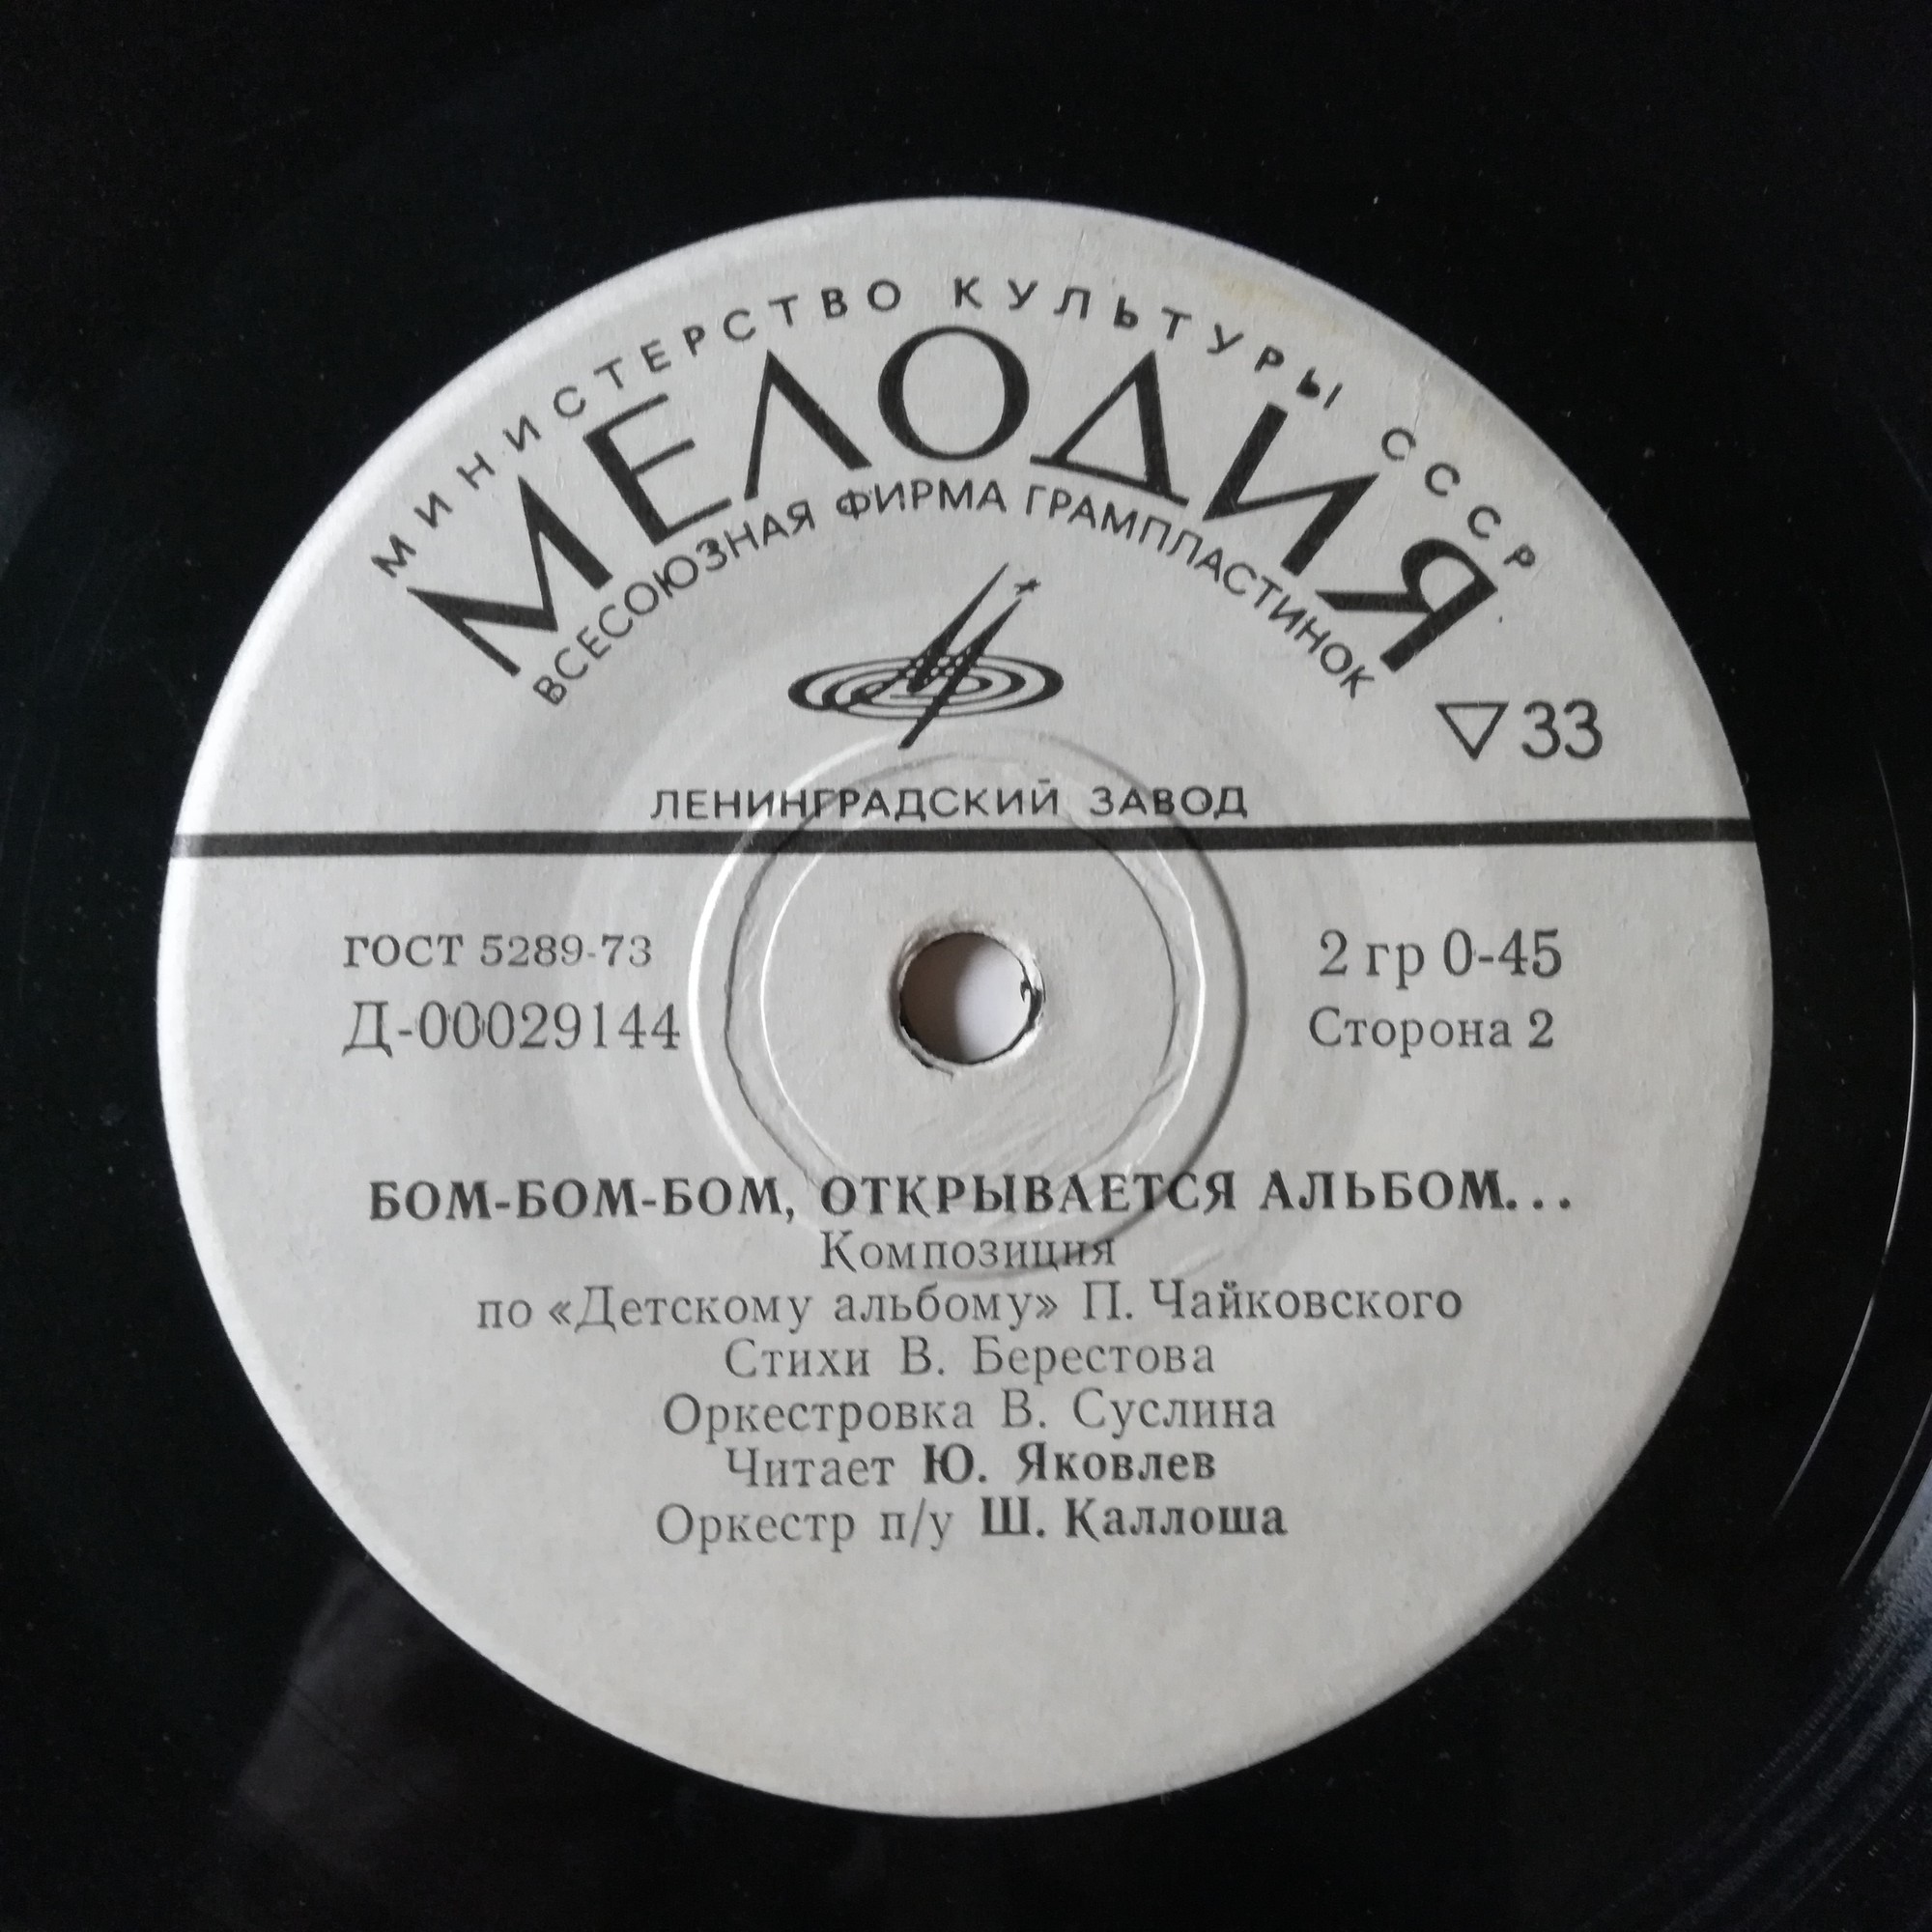 МИНИСТЕРСТВО КУЛЬТУРЫ СССР
МЕЛОДИЯ
ВСЕСОЮЗНАЯ ФИРМА ГРАМПЛАСТИНОК
▽33
ЛЕНИНГРАДСКИЙ ЗАВОД
ГОСТ 5289-73
2 гр 0-45
Д-00029144
Сторона 2
БОМ-БОМ-БОМ, ОТКРЫВАЕТСЯ АЛЬБОМ...
Композиция
по «Детскому альбому» П. Чайковского
Стихи В. Берестова
Оркестровка В. Суслина
Читает Ю. Яковлев
Оркестр п/у Ш. Каллоша